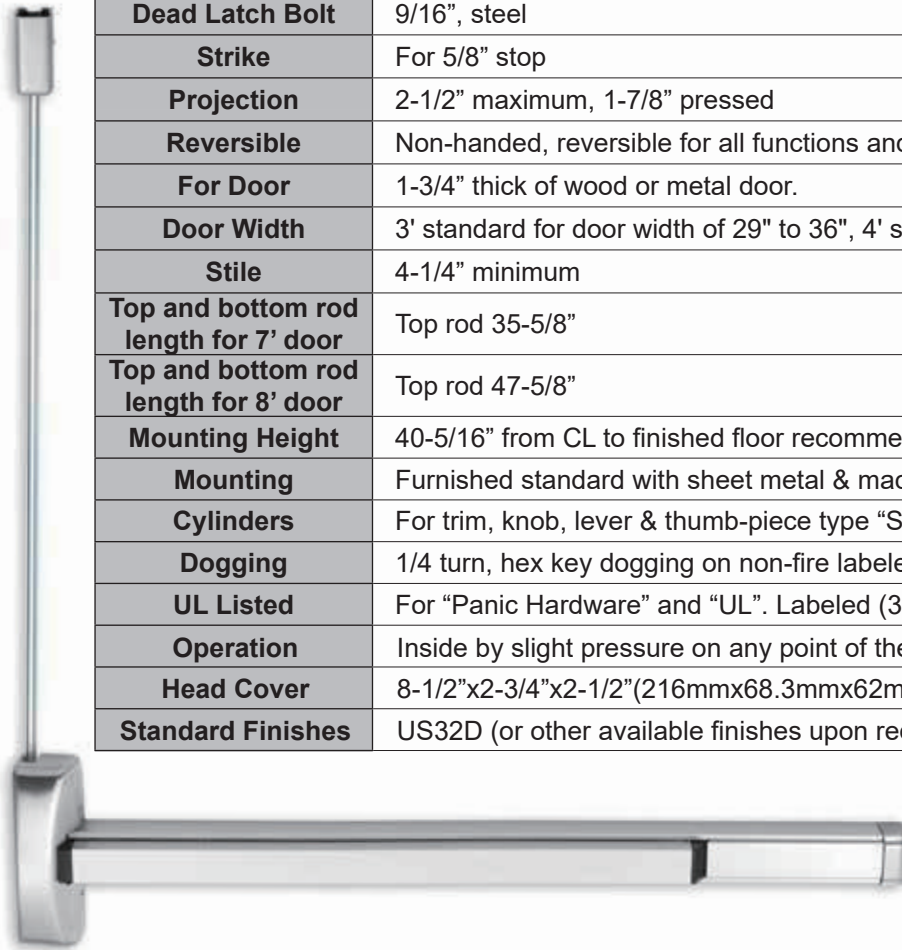 Dead Latch Bolt 9/16”, steel
Strike For 5/8” stop
Projection 2-1/2” maximum, 1-7/8” pressed
Reversible Non-handed, reversible for all functions and
For Door 1-3/4” thick of wood or metal door.
Door Width 3' standard for door width of 29" to 36", 4' s
Stile 4-1/4” minimum
Top and bottom rod
length for 7’ door Top rod 35-5/8”
Top and bottom rod
length for 8’ door Top rod 47-5/8”
Mounting Height 40-5/16” from CL to finished floor recomme
Mounting Furnished standard with sheet metal & mac
Cylinders For trim, knob, lever & thumb-piece type “S
Dogging 1/4 turn, hex key dogging on non-fire labele
UL Listed For “Panic Hardware” and “UL”. Labeled (3
Operation Inside by slight pressure on any point of the
Head Cover 8-1/2”x2-3/4”x2-1/2”(216mmx68.3mmx62m
Standard Finishes US32D (or other available finishes upon re